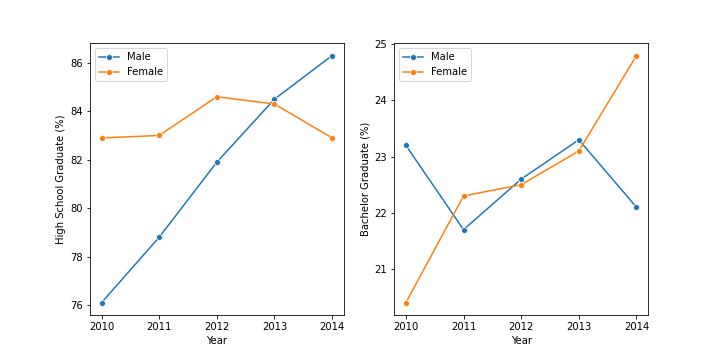 High School Graduate (%)
86
84
82
80
78
76
Male
Female
2010 2011 2012 2013 2014
Year
Bachelor Graduate (%)
25
24
23
22
21
Male
Female
2010 2011 2012 2013 2014
Year